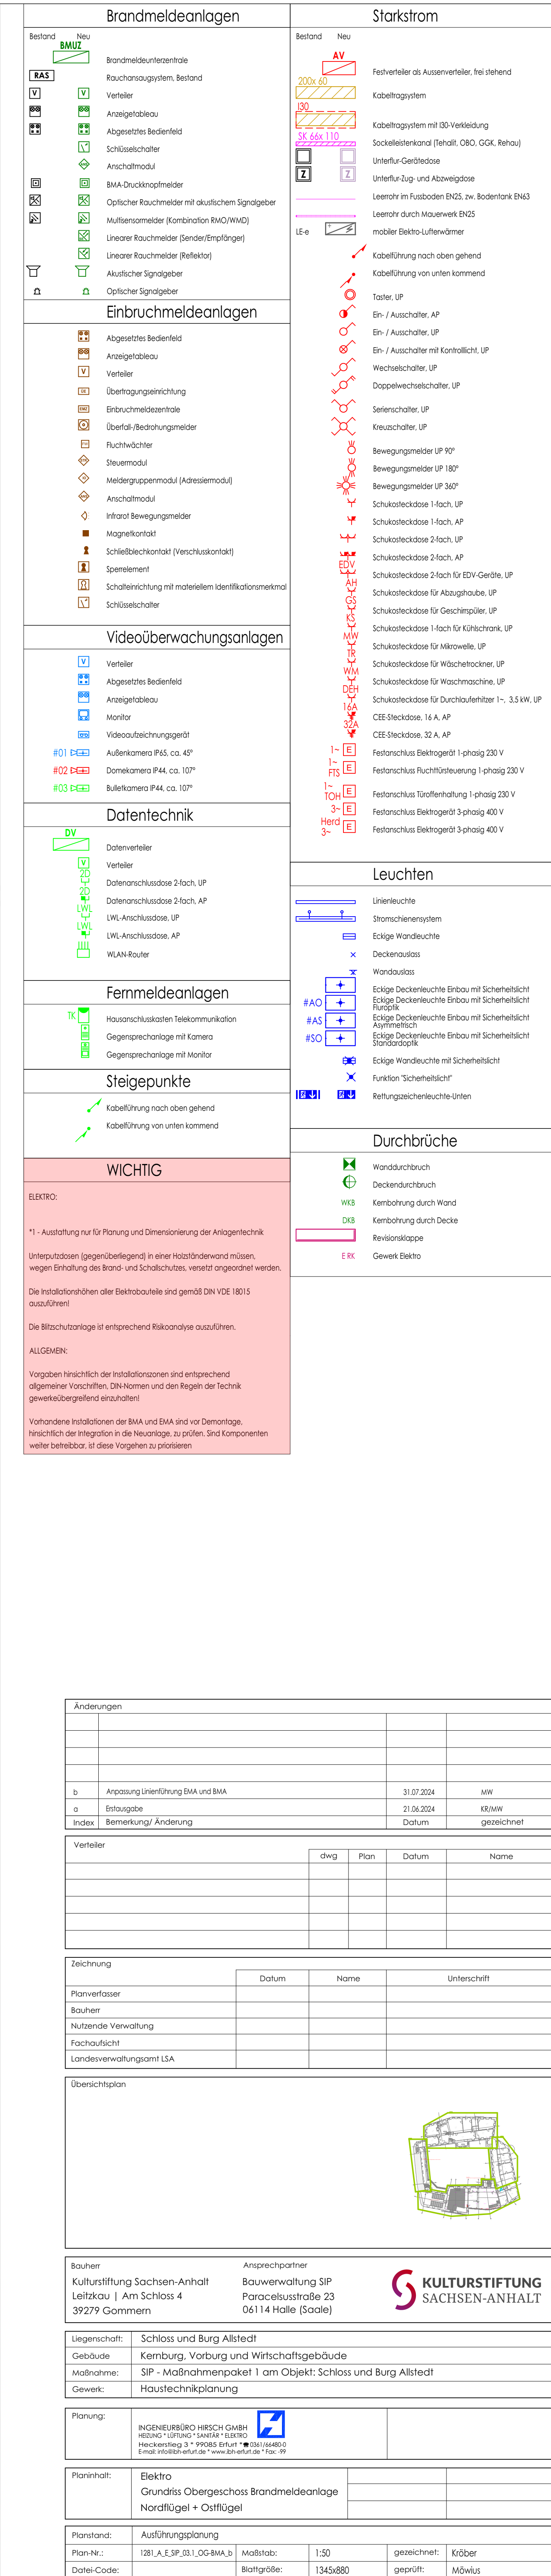 Brandmeldeanlagen
Bestand Neu
BMUZ
Brandmeldeunterzentrale
RAS Rauchansaugsystem, Bestand
V V Verteiler
Anzeigetableau
Abgesetztes Bedienfeld
Schlüsselschalter
Anschaltmodul
BMA-Druckknopfmelder
Optischer Rauchmelder mit akustischem Signalgeber
Multisensormelder (Kombination RMO/WMD)
Linearer Rauchmelder (Sender/Empfänger)
Linearer Rauchmelder (Reflektor)
Akustischer Signalgeber
Optischer Signalgeber
Einbruchmeldeanlagen
Abgesetztes Bedienfeld
Anzeigetableau
V Verteiler
ÜE Übertragungseinrichtung
EMZ Einbruchmeldezentrale
Überfall-/Bedrohungsmelder
Fluchtwächter
Steuermodul
Meldergruppenmodul (Adressiermodul)
Anschaltmodul
Infrarot Bewegungsmelder
Magnetkontakt
Schließblechkontakt (Verschlusskontakt)
Sperrelement
Schalteinrichtung mit materiellem Identifikationsmerkmal
Schlüsselschalter
Videoüberwachungsanlagen
V Verteiler
Abgesetztes Bedienfeld
Anzeigetableau
Monitor
Videoaufzeichnungsgerät
#01 Außenkamera IP65, ca. 45°
#02 Domekamera IP44, ca. 107°
#03 Bulletkamera IP44, ca. 107°
Datentechnik
DV
Datenverteiler
V Verteiler
2D Datenanschlussdose 2-fach, UP
2D Datenanschlussdose 2-fach, AP
LWL LWL-Anschlussdose, UP
LWL LWL-Anschlussdose, AP
WLAN-Router
Fernmeldeanlagen
TK Hausanschlusskasten Telekommunikation
Gegensprechanlage mit Kamera
Gegensprechanlage mit Monitor
Steigepunkte
Kabelführung nach oben gehend
Kabelführung von unten kommend
WICHTIG
ELEKTRO:
*1 - Ausstattung nur für Planung und Dimensionierung der Anlagentechnik
Unterputzdosen (gegenüberliegend) in einer Holzständerwand müssen,
wegen Einhaltung des Brand- und Schallschutzes, versetzt angeordnet werden.
Die Installationshöhen aller Elektrobauteile sind gemäß DIN VDE 18015
auszuführen!
Die Blitzschutzanlage ist entsprechend Risikoanalyse auszuführen.
ALLGEMEIN:
Vorgaben hinsichtlich der Installationszonen sind entsprechend
allgemeiner Vorschriften, DIN-Normen und den Regeln der Technik
gewerkeübergreifend einzuhalten!
Vorhandene Installationen der BMA und EMA sind vor Demontage,
hinsichtlich der Integration in die Neuanlage, zu prüfen. Sind Komponenten
weiter betreibbar, ist diese Vorgehen zu priorisieren
Starkstrom
Bestand Neu
AV
Festverteiler als Aussenverteiler, frei stehend
200x 60
Kabeltragsystem
I30
Kabeltragsystem mit I30-Verkleidung
SK 66x 110
Sockelleistenkanal (Tehalit, OBO, GGK, Rehau)
Unterflur-Gerätedose
Z Z Unterflur-Zug- und Abzweigdose
Leerrohr im Fussboden EN25, zw. Bodentank EN63
Leerrohr durch Mauerwerk EN25
LE-e mobiler Elektro-Lufterwärmer
Kabelführung nach oben gehend
Kabelführung von unten kommend
Taster, UP
Ein- / Ausschalter, AP
Ein- / Ausschalter, UP
Ein- / Ausschalter mit Kontrolllicht, UP
Wechselschalter, UP
Doppelwechselschalter, UP
Serienschalter, UP
Kreuzschalter, UP
Bewegungsmelder UP 90°
Bewegungsmelder UP 180°
Bewegungsmelder UP 360°
Schukosteckdose 1-fach, UP
Schukosteckdose 1-fach, AP
Schukosteckdose 2-fach, UP
Schukosteckdose 2-fach, AP
EDV Schukosteckdose 2-fach für EDV-Geräte, UP
AH Schukosteckdose für Abzugshaube, UP
GS Schukosteckdose für Geschirrspüler, UP
KS Schukosteckdose 1-fach für Kühlschrank, UP
MW Schukosteckdose für Mikrowelle, UP
TR Schukosteckdose für Wäschetrockner, UP
WM Schukosteckdose für Waschmaschine, UP
DEH Schukosteckdose für Durchlauferhitzer 1~, 3,5 kW, UP
16A CEE-Steckdose, 16 A, AP
32A CEE-Steckdose, 32 A, AP
1~ E Festanschluss Elektrogerät 1-phasig 230 V
1~ FTS E Festanschluss Fluchttürsteuerung 1-phasig 230 V
1~ TOH E Festanschluss Türoffenhaltung 1-phasig 230 V
3~ E Festanschluss Elektrogerät 3-phasig 400 V
Herd 3~ E Festanschluss Elektrogerät 3-phasig 400 V
Leuchten
Linienleuchte
Stromschienensystem
Eckige Wandleuchte
Deckenauslass
Wandauslass
Eckige Deckenleuchte Einbau mit Sicherheitslicht
#AO Eckige Deckenleuchte Einbau mit Sicherheitslicht
Fluroptik
#AS Eckige Deckenleuchte Einbau mit Sicherheitslicht
Asymmetrisch
#SO Eckige Deckenleuchte Einbau mit Sicherheitslicht
Standardoptik
Eckige Wandleuchte mit Sicherheitslicht
Funktion "Sicherheitslicht"
Rettungszeichenleuchte-Unten
Durchbrüche
Wanddurchbruch
Deckendurchbruch
WKB Kernbohrung durch Wand
DKB Kernbohrung durch Decke
Revisionsklappe
E RK Gewerk Elektro
Änderungen
b Anpassung Linienführung EMA und BMA 31.07.2024 MW
a Erstausgabe 21.06.2024 KR/MW
Index Bemerkung/ Änderung Datum gezeichnet
Verteiler
dwg Plan Datum Name
Zeichnung
Datum Name Unterschrift
Planverfasser
Bauherr
Nutzende Verwaltung
Fachaufsicht
Landesverwaltungsamt LSA
Übersichtsplan
Bauherr Ansprechpartner
Kulturstiftung Sachsen-Anhalt Bauverwaltung SIP
Leitzkau | Am Schloss 4 Paracelsusstraße 23
39279 Gommern 06114 Halle (Saale)
KULTURSTIFTUNG
SACHSEN-ANHALT
Liegenschaft: Schloss und Burg Allstedt
Gebäude Kernburg, Vorburg und Wirtschaftsgebäude
Maßnahme: SIP - Maßnahmenpaket 1 am Objekt: Schloss und Burg Allstedt
Gewerk: Haustechnikplanung
Planung:
INGENIEURBÜRO HIRSCH GMBH
HEIZUNG * LÜFTUNG * SANITÄR * ELEKTRO
Heckerstieg 3 * 99085 Erfurt *☎ 0361/66480-0
E-mail: info@ibh-erfurt.de * www.ibh-erfurt.de * Fax: -99
Planinhalt: Elektro
Grundriss Obergeschoss Brandmeldeanlage
Nordflügel + Ostflügel
Planstand: Ausführungsplanung
Plan-Nr.: 1281_A_E_SIP_03.1_OG-BMA_b Maßstab: 1:50 gezeichnet: Kröber
Datei-Code: Blattgröße: 1345x880 geprüft: Möwius